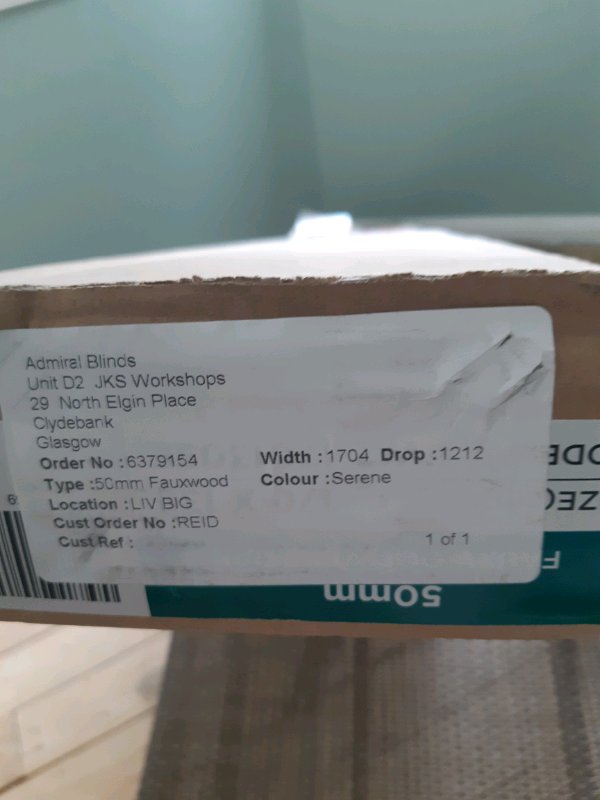 Admiral Blinds
Unit D2 JKS Workshops
29 North Elgin Place
Clydebank
Glasgow
Order No :6379154 Width :1704 Drop :1212
Type :50mm Fauxwood Colour :Serene
Location :LIV BIG
Cust Order No :REID
Cust Ref : 1 of 1
50mm